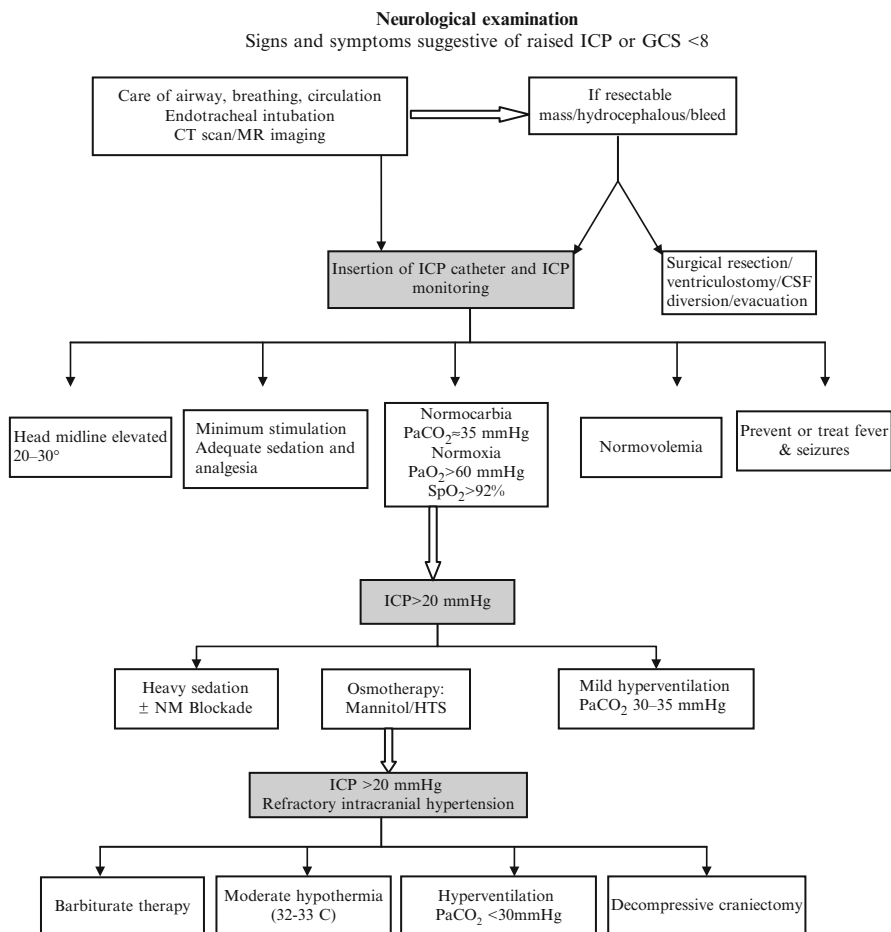 Neurological examination
Signs and symptoms suggestive of raised ICP or GCS <8
Care of airway, breathing, circulation
Endotracheal intubation
CT scan/MR imaging
If resectable
mass/hydrocephalous/bleed
Insertion of ICP catheter and ICP
monitoring
Surgical resection/
ventriculostomy/CSF
diversion/evacuation
Head midline elevated
20–30°
Minimum stimulation
Adequate sedation and
analgesia
Normocarbia
PaCO₂≈35 mmHg
Normoxia
PaO₂>60 mmHg
SpO₂>92%
Normovolemia
Prevent or treat fever
& seizures
ICP>20 mmHg
Heavy sedation
± NM Blockade
Osmotherapy:
Mannitol/HTS
Mild hyperventilation
PaCO₂ 30–35 mmHg
ICP >20 mmHg
Refractory intracranial hypertension
Barbiturate therapy
Moderate hypothermia
(32-33 C)
Hyperventilation
PaCO₂ <30mmHg
Decompressive craniectomy